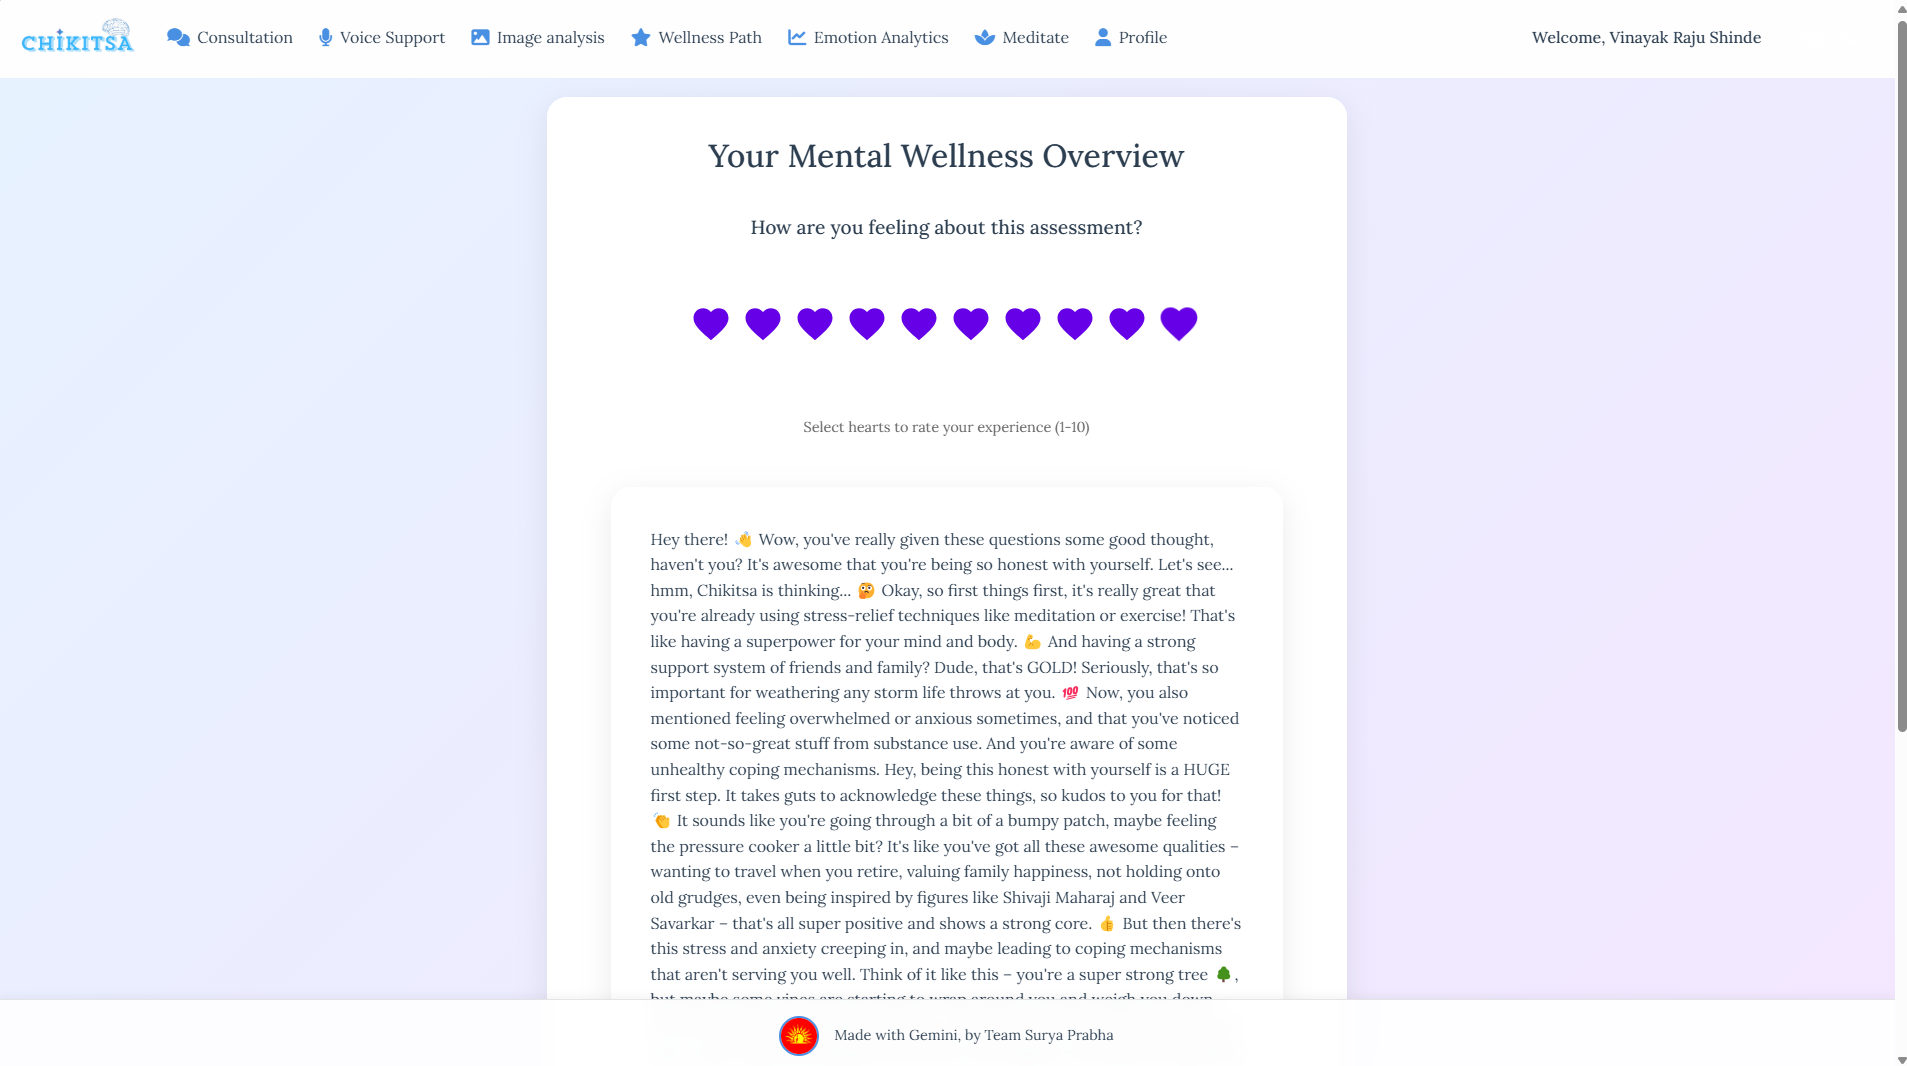 CHIKITSA
Consultation
Voice Support
Image analysis
Wellness Path
Emotion Analytics
Meditate
Profile
Welcome, Vinayak Raju Shinde
Your Mental Wellness Overview
How are you feeling about this assessment?
Select hearts to rate your experience (1-10)
Hey there! 👋 Wow, you've really given these questions some good thought,
haven't you? It's awesome that you're being so honest with yourself. Let's see...
hmm, Chikitsa is thinking... 🤔 Okay, so first things first, it's really great that
you're already using stress-relief techniques like meditation or exercise! That's
like having a superpower for your mind and body. 💪 And having a strong
support system of friends and family? Dude, that's GOLD! Seriously, that's so
important for weathering any storm life throws at you. 💯 Now, you also
mentioned feeling overwhelmed or anxious sometimes, and that you've noticed
some not-so-great stuff from substance use. And you're aware of some
unhealthy coping mechanisms. Hey, being this honest with yourself is a HUGE
first step. It takes guts to acknowledge these things, so kudos to you for that!
👏 It sounds like you're going through a bit of a bumpy patch, maybe feeling
the pressure cooker a little bit? It's like you've got all these awesome qualities –
wanting to travel when you retire, valuing family happiness, not holding onto
old grudges, even being inspired by figures like Shivaji Maharaj and Veer
Savarkar – that's all super positive and shows a strong core. 👍 But then there's
this stress and anxiety creeping in, and maybe leading to coping mechanisms
that aren't serving you well. Think of it like this – you're a super strong tree 🌳,
but maybe some vines are starting to wrap around you and weigh you down
Made with Gemini, by Team Surya Prabha